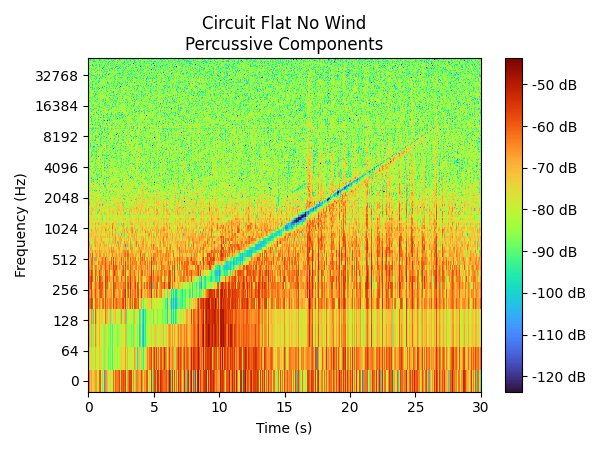 Circuit Flat No Wind
Percussive Components
32768
16384
8192
4096
2048
1024
512
256
128
64
0
Frequency (Hz)
0 5 10 15 20 25 30
Time (s)
-50 dB
-60 dB
-70 dB
-80 dB
-90 dB
-100 dB
-110 dB
-120 dB